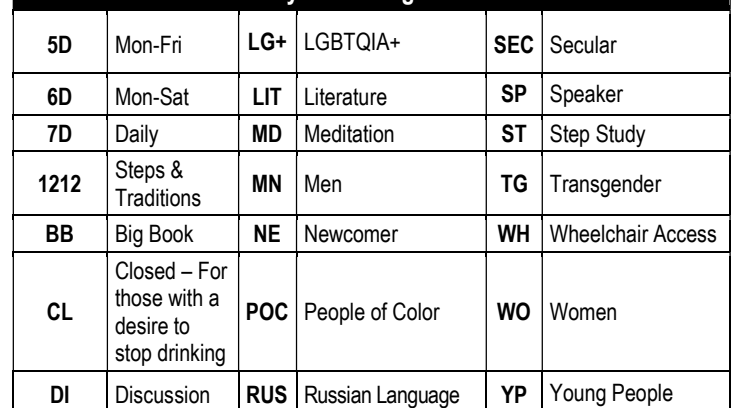 5D Mon-Fri LG+ LGBTQIA+ SEC Secular
6D Mon-Sat LIT Literature SP Speaker
7D Daily MD Meditation ST Step Study
1212 Steps &
Traditions MN Men TG Transgender
BB Big Book NE Newcomer WH Wheelchair Access
CL Closed – For
those with a
desire to
stop drinking POC People of Color WO Women
DI Discussion RUS Russian Language YP Young People